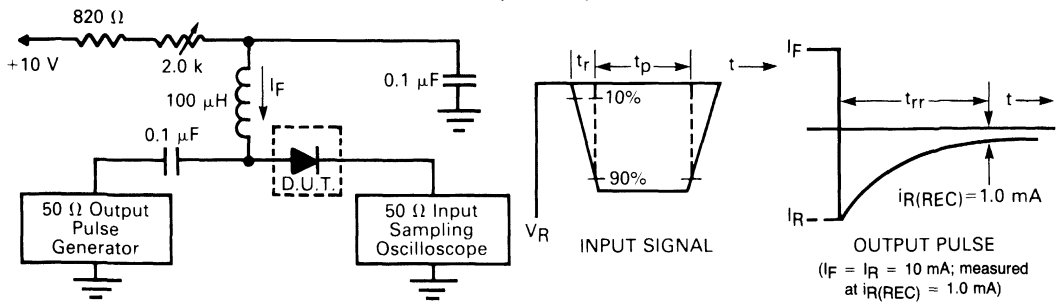 820 Ω
+10 V
2.0 k
100 μH
IF
0.1 μF
0.1 μF
D.U.T.
50 Ω Output
Pulse
Generator
50 Ω Input
Sampling
Oscilloscope
tr
tp
t
10%
90%
VR
INPUT SIGNAL
IF
trr
t
IR
iR(REC) = 1.0 mA
OUTPUT PULSE
(IF = IR = 10 mA; measured
at iR(REC) = 1.0 mA)